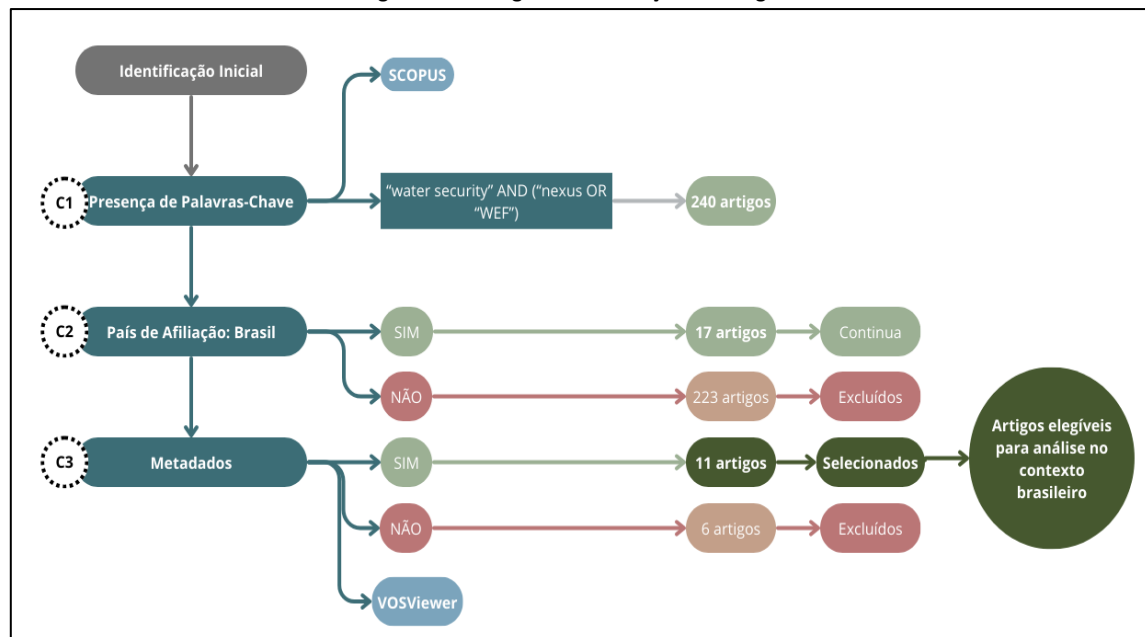 Identificação Inicial
SCOPUS
C1
Presença de Palavras-Chave
“water security” AND (“nexus OR
“WEF”)
240 artigos
C2
País de Afiliação: Brasil
SIM
17 artigos
Continua
NÃO
223 artigos
Excluídos
C3
Metadados
SIM
11 artigos
Selecionados
Artigos elegíveis
para análise no
contexto
brasileiro
NÃO
6 artigos
Excluídos
VOSViewer